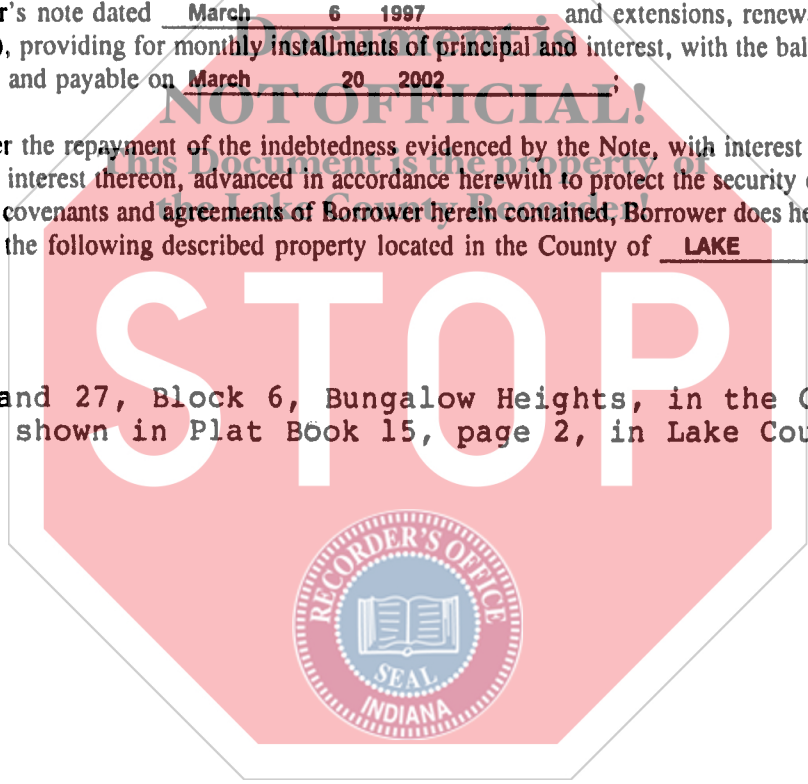 r's note dated March 6 1997 and extensions, renew
), providing for monthly installments of principal and interest, with the bal
and payable on March 20 2002 ;
Document is
NOT OFFICIAL!
This Document is the property of
the Lake County Recorder!
er the repayment of the indebtedness evidenced by the Note, with interest
interest thereon, advanced in accordance herewith to protect the security
covenants and agreements of Borrower herein contained, Borrower does he
the following described property located in the County of LAKE
STOP
and 27, Block 6, Bungalow Heights, in the C
shown in Plat Book 15, page 2, in Lake Cou
RECORDER'S OFFICE
SEAL
INDIANA